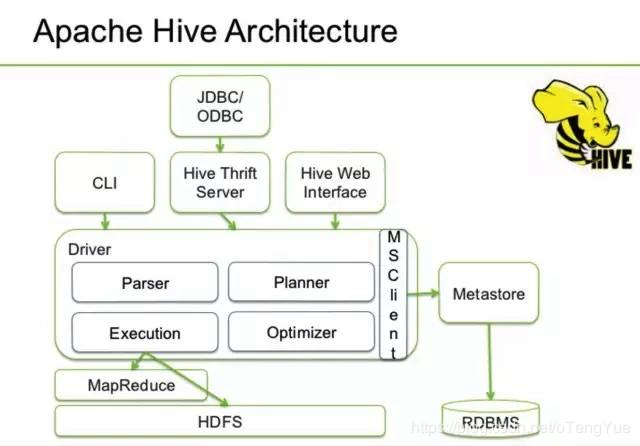 Apache Hive Architecture
JDBC/
ODBC
HIVE
CLI
Hive Thrift
Server
Hive Web
Interface
Driver
Parser
Planner
Execution
Optimizer
M
S
C
li
e
n
t
Metastore
MapReduce
HDFS
RDBMS
https://blog.csdn.net/oTengYue